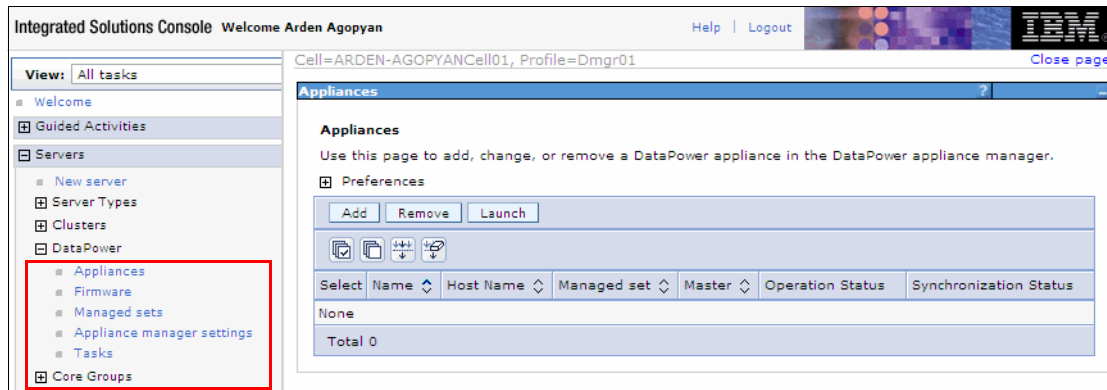 Integrated Solutions Console Welcome Arden Agopyan
Help | Logout
IBM.
Cell=ARDEN-AGOPYANCell01, Profile=Dmgr01
Close page
View: All tasks
Welcome
Guided Activities
Servers
New server
Server Types
Clusters
DataPower
Appliances
Firmware
Managed sets
Appliance manager settings
Tasks
Core Groups
Appliances ?
Appliances
Use this page to add, change, or remove a DataPower appliance in the DataPower appliance manager.
Preferences
Add Remove Launch
Select Name Host Name Managed set Master Operation Status Synchronization Status
None
Total 0